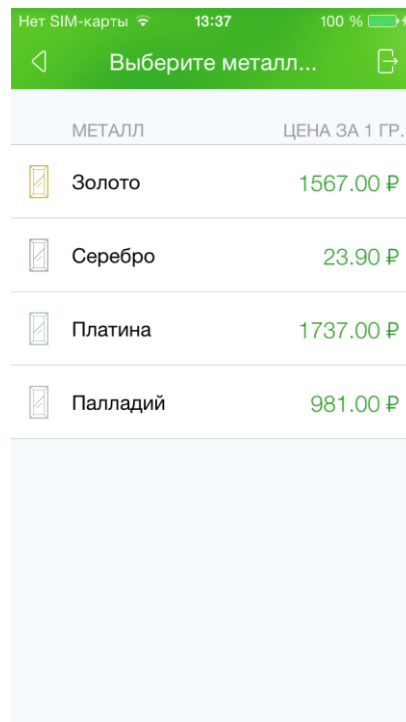 Нет SIM-карты 13:37 100 %
Выберите металл...
МЕТАЛЛ ЦЕНА ЗА 1 ГР.
Золото 1567.00 ₽
Серебро 23.90 ₽
Платина 1737.00 ₽
Палладий 981.00 ₽